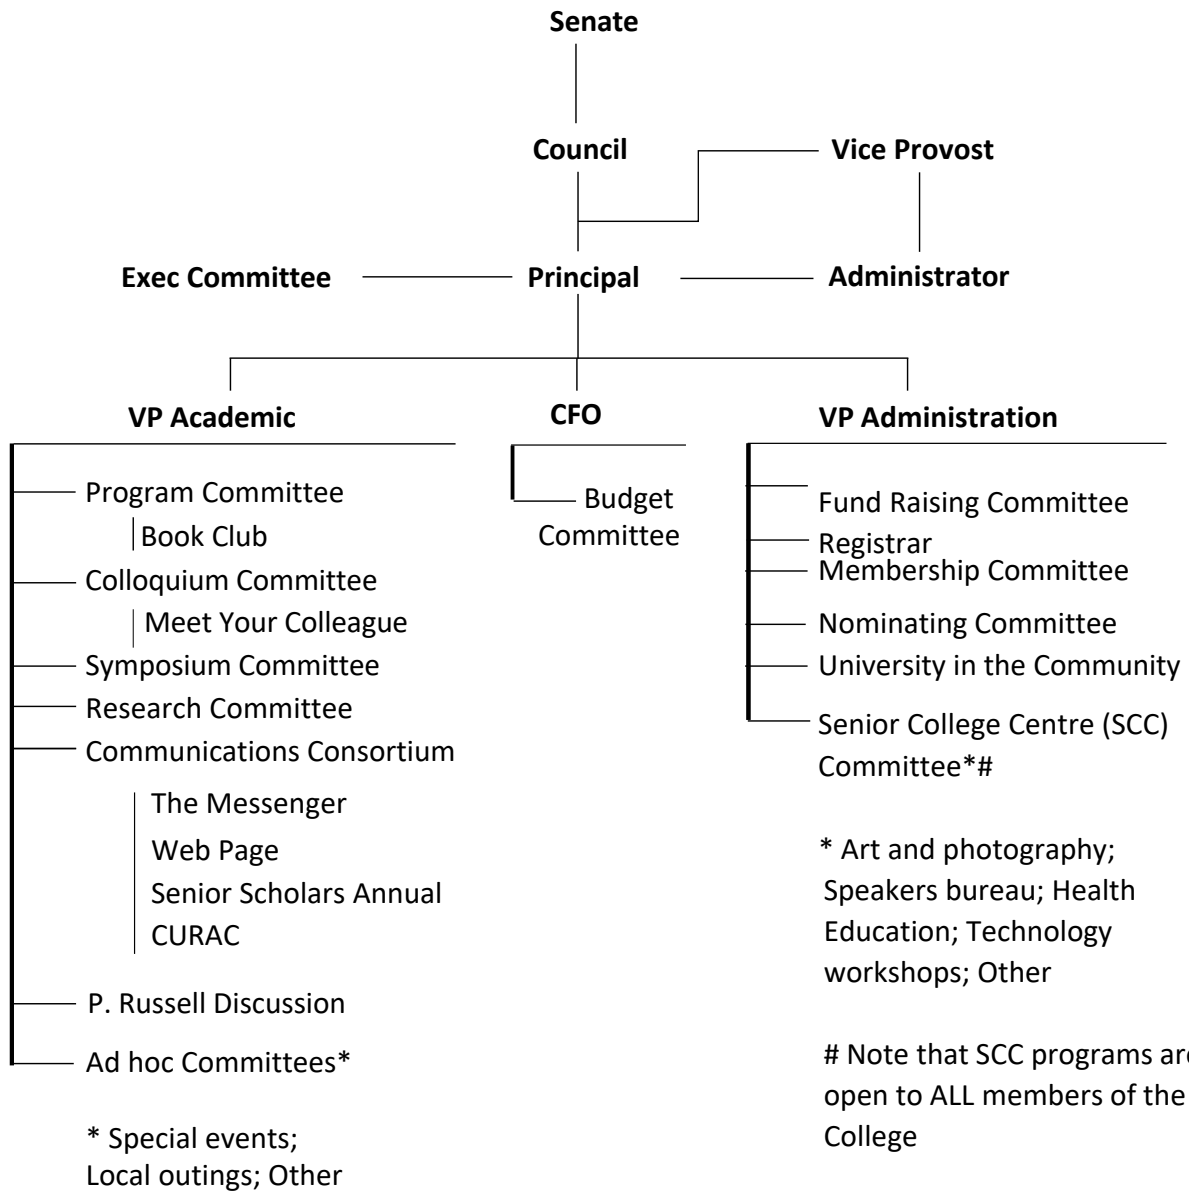 Senate
Council
Vice Provost
Exec Committee
Principal
Administrator
VP Academic
CFO
VP Administration
Program Committee
Book Club
Colloquium Committee
Meet Your Colleague
Symposium Committee
Research Committee
Communications Consortium
The Messenger
Web Page
Senior Scholars Annual
CURAC
P. Russell Discussion
Ad hoc Committees*
* Special events;
Local outings; Other
Budget
Committee
Fund Raising Committee
Registrar
Membership Committee
Nominating Committee
University in the Community
Senior College Centre (SCC)
Committee*#
* Art and photography;
Speakers bureau; Health
Education; Technology
workshops; Other
# Note that SCC programs are
open to ALL members of the
College